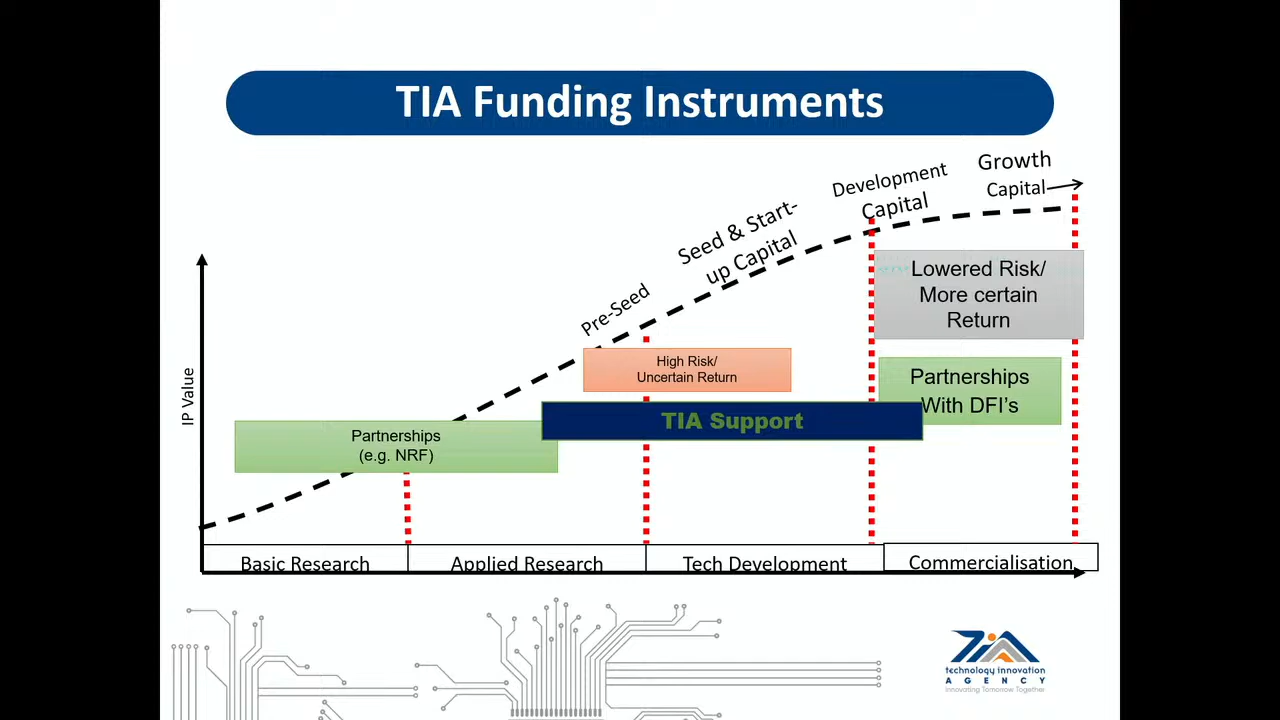 TIA Funding Instruments
Growth
Capital
Development
Capital
Seed & Start-
up Capital
Pre-Seed
Lowered Risk/
More certain
Return
High Risk/
Uncertain Return
Partnerships
With DFI's
TIA Support
Partnerships
(e.g. NRF)
IP Value
Basic Research
Applied Research
Tech Development
Commercialisation
TIA
technology innovation
AGENCY
Innovating Tomorrow Together